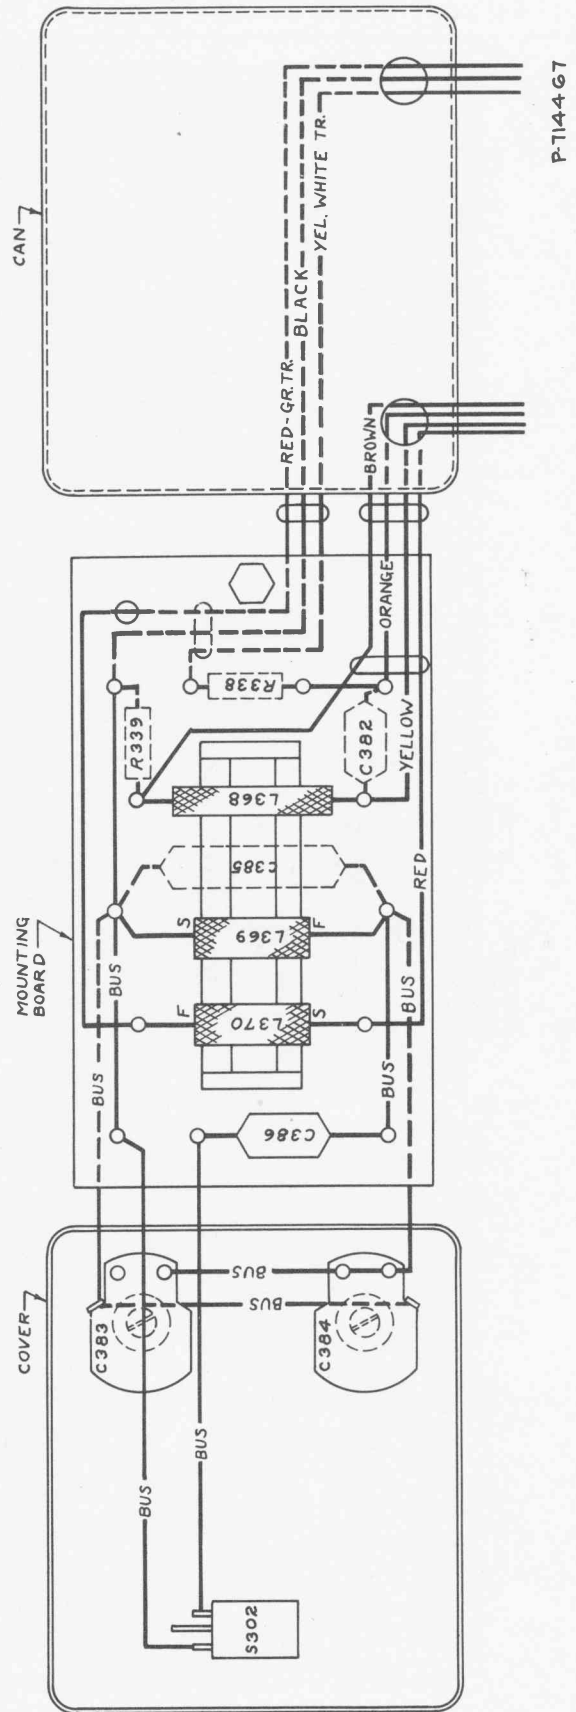 P-7144467
CAN
RED-GR.TR.
BLACK
YEL. WHITE TR.
BROWN
ORANGE
YELLOW
RED
R338
R339
C382
L368
C385
MOUNTING
BOARD
S
L369
F
F
L370
S
BUS
BUS
BUS
BUS
C386
COVER
C383
C384
BUS
BUS
BUS
BUS
S302